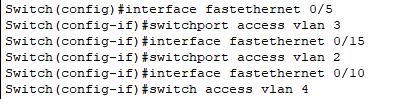 Switch(config)#interface fastethernet 0/5
Switch(config-if)#switchport access vlan 3
Switch(config-if)#interface fastethernet 0/15
Switch(config-if)#switchport access vlan 2
Switch(config-if)#interface fastethernet 0/10
Switch(config-if)#switch access vlan 4